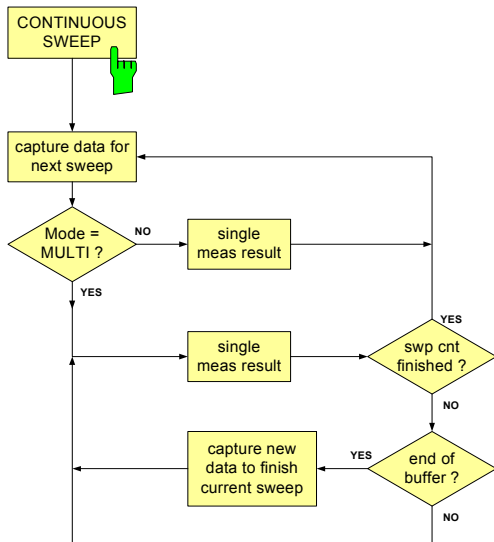 CONTINUOUS
SWEEP
capture data for
next sweep
Mode =
MULTI ?
NO
single
meas result
YES
single
meas result
YES
swp cnt
finished ?
NO
capture new
data to finish
current sweep
YES
end of
buffer ?
NO